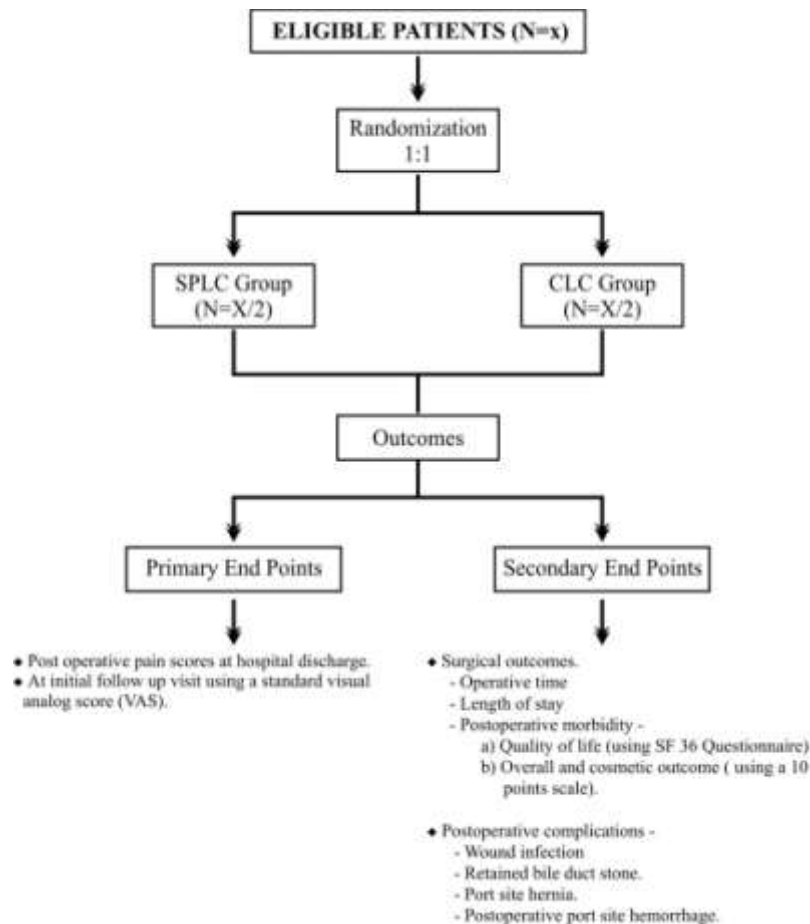 ELIGIBLE PATIENTS (N=x)
Randomization
1:1
SPLC Group
(N=X/2)
CLC Group
(N=X/2)
Outcomes
Primary End Points
Secondary End Points
◆ Post operative pain scores at hospital discharge.
◆ At initial follow up visit using a standard visual
analog score (VAS).
◆ Surgical outcomes.
- Operative time
- Length of stay
- Postoperative morbidity -
a) Quality of life (using SF 36 Questionnaire)
b) Overall and cosmetic outcome ( using a 10
points scale).
◆ Postoperative complications -
- Wound infection
- Retained bile duct stone.
- Port site hernia.
- Postoperative port site hemorrhage.